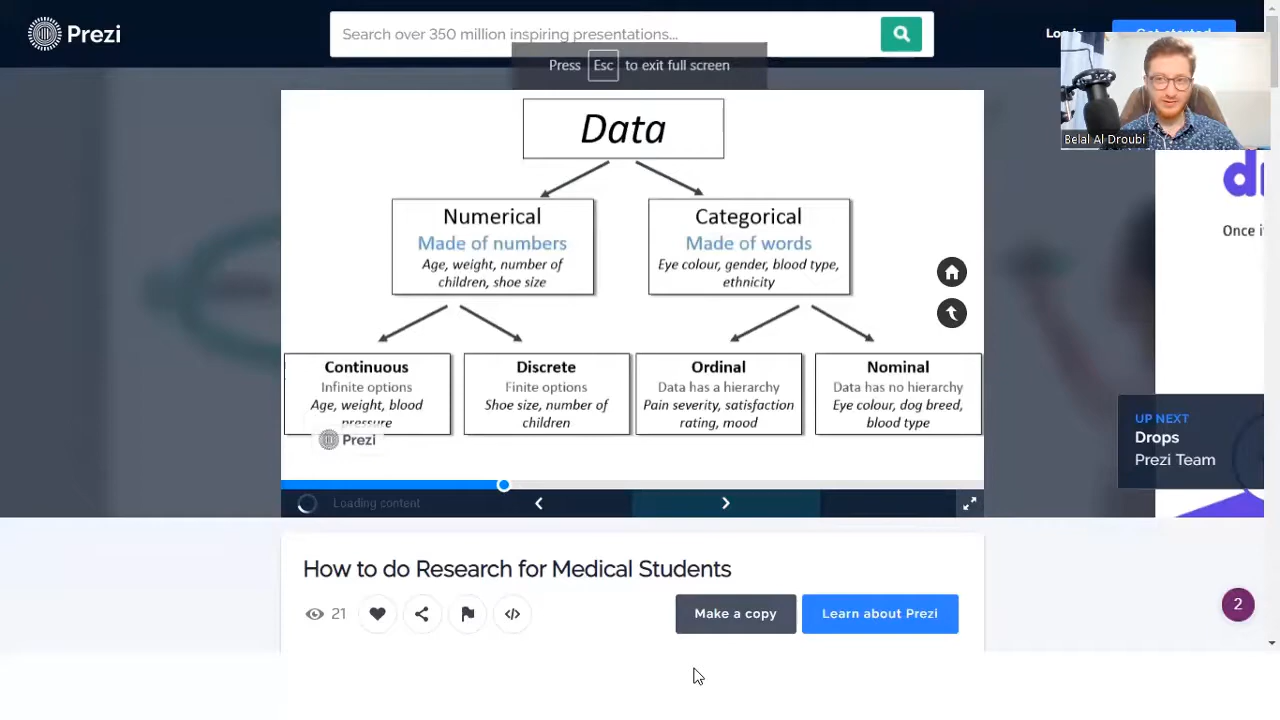 Prezi
Search over 350 million inspiring presentations...
Press Esc to exit full screen
Belal Al Droubi
Data
Numerical
Made of numbers
Age, weight, number of
children, shoe size
Categorical
Made of words
Eye colour, gender, blood type,
ethnicity
Continuous
Infinite options
Age, weight, blood
pressure
Discrete
Finite options
Shoe size, number of
children
Ordinal
Data has a hierarchy
Pain severity, satisfaction
rating, mood
Nominal
Data has no hierarchy
Eye colour, dog breed,
blood type
Prezi
Once
UP NEXT
Drops
Prezi Team
Loading content
How to do Research for Medical Students
21
Make a copy
Learn about Prezi
2